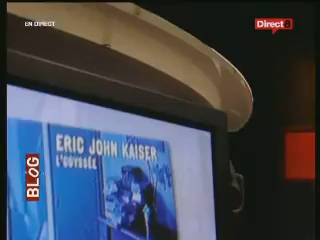 EN DIRECT
Direct8
ERIC JOHN KAISER
L'ODYSSÉE
BLOG